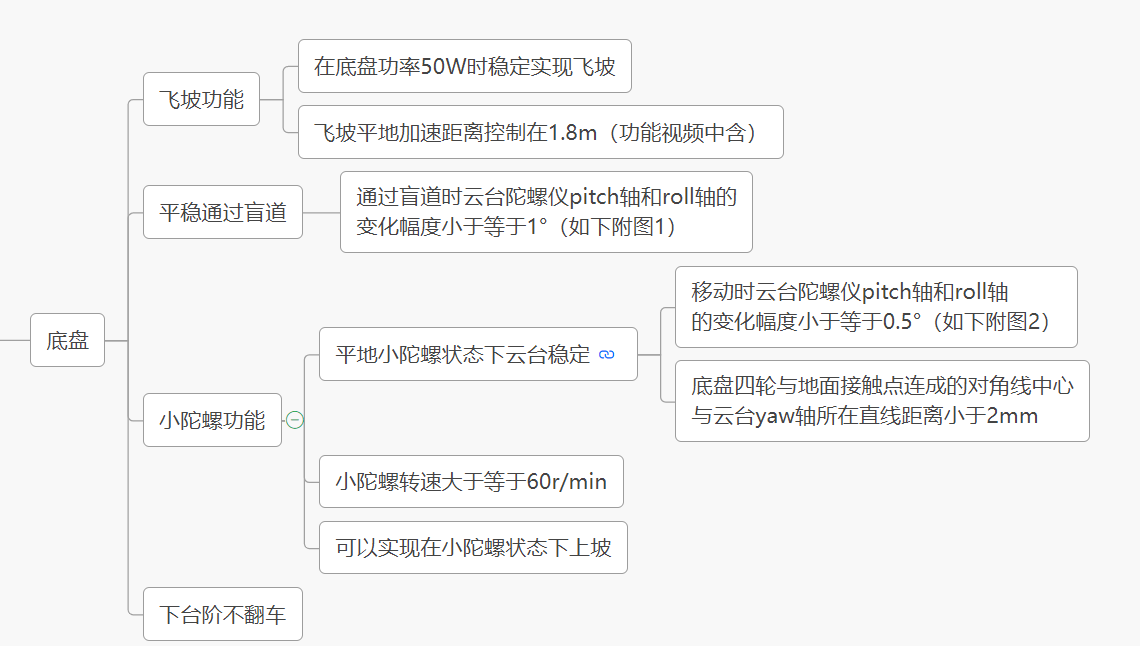 底盘
飞坡功能
在底盘功率50W时稳定实现飞坡
飞坡平地加速距离控制在1.8m（功能视频中含）
平稳通过盲道
通过盲道时云台陀螺仪pitch轴和roll轴的
变化幅度小于等于1°（如下附图1）
小陀螺功能
平地小陀螺状态下云台稳定
移动时云台陀螺仪pitch轴和roll轴
的变化幅度小于等于0.5°（如下附图2）
底盘四轮与地面接触点连成的对角线中心
与云台yaw轴所在直线距离小于2mm
小陀螺转速大于等于60r/min
可以实现在小陀螺状态下上坡
下台阶不翻车